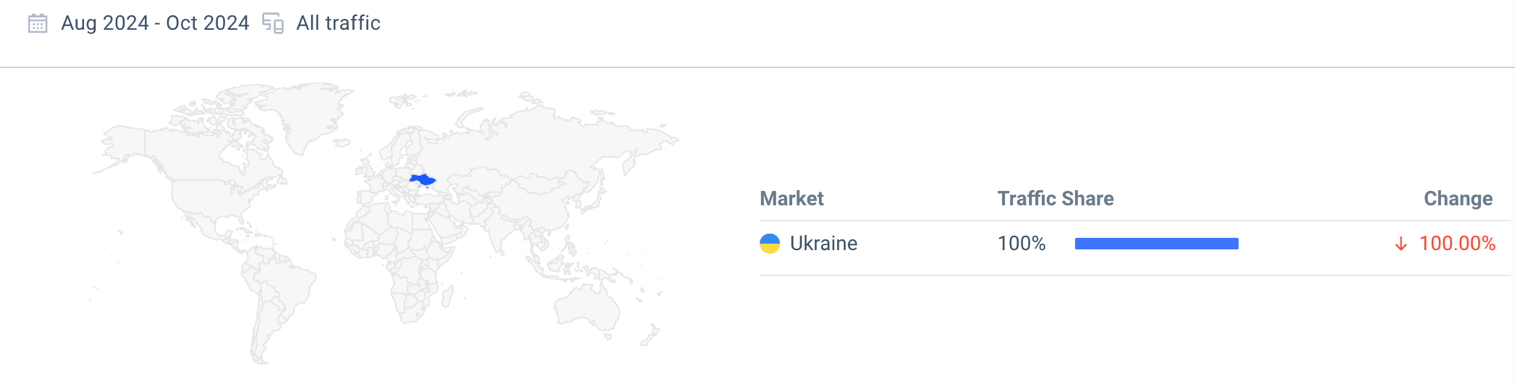 Aug 2024 - Oct 2024 All traffic
Market Traffic Share Change
Ukraine 100% ↓ 100.00%